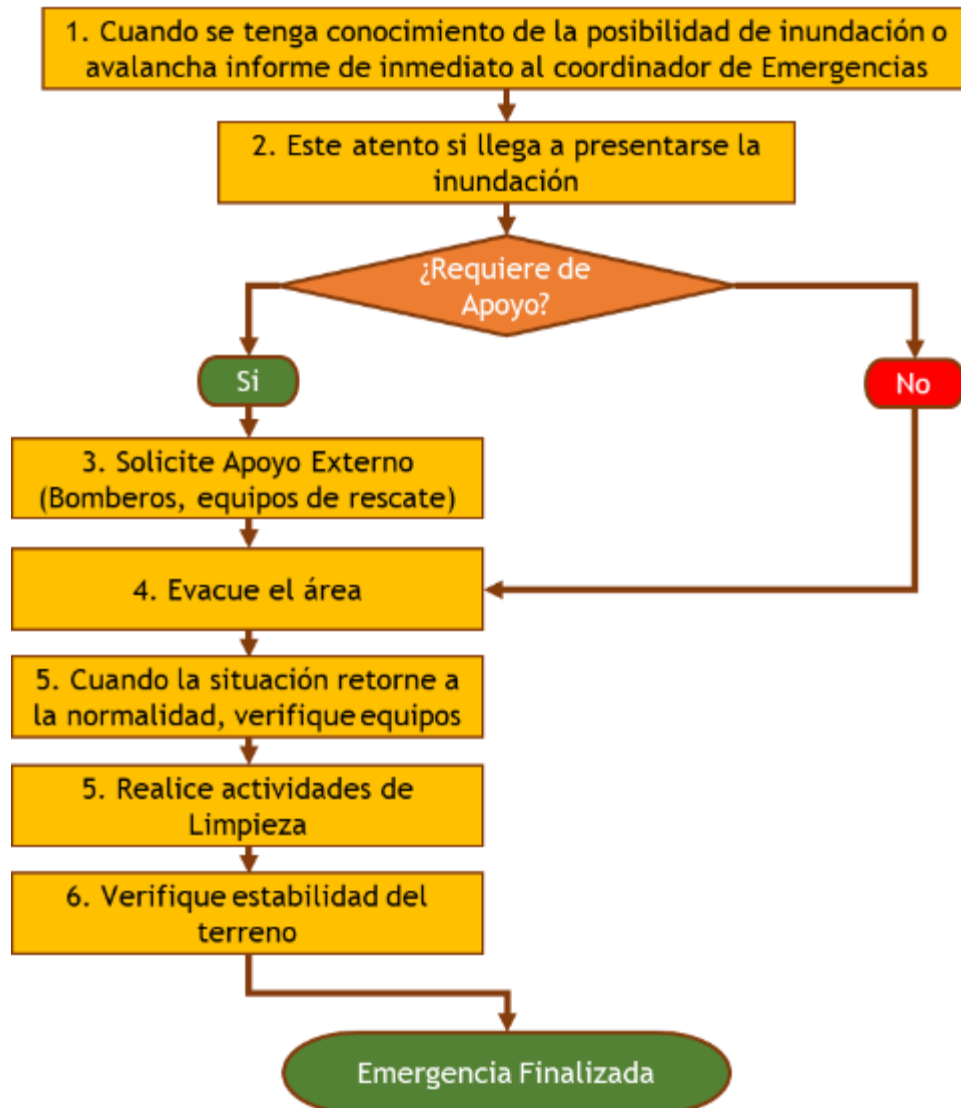 1. Cuando se tenga conocimiento de la posibilidad de inundación o
avalancha informe de inmediato al coordinador de Emergencias
2. Este atento si llega a presentarse la
inundación
¿Requiere de
Apoyo?
Si
No
3. Solicite Apoyo Externo
(Bomberos, equipos de rescate)
4. Evacue el área
5. Cuando la situación retorne a
la normalidad, verifique equipos
5. Realice actividades de
Limpieza
6. Verifique estabilidad del
terreno
Emergencia Finalizada